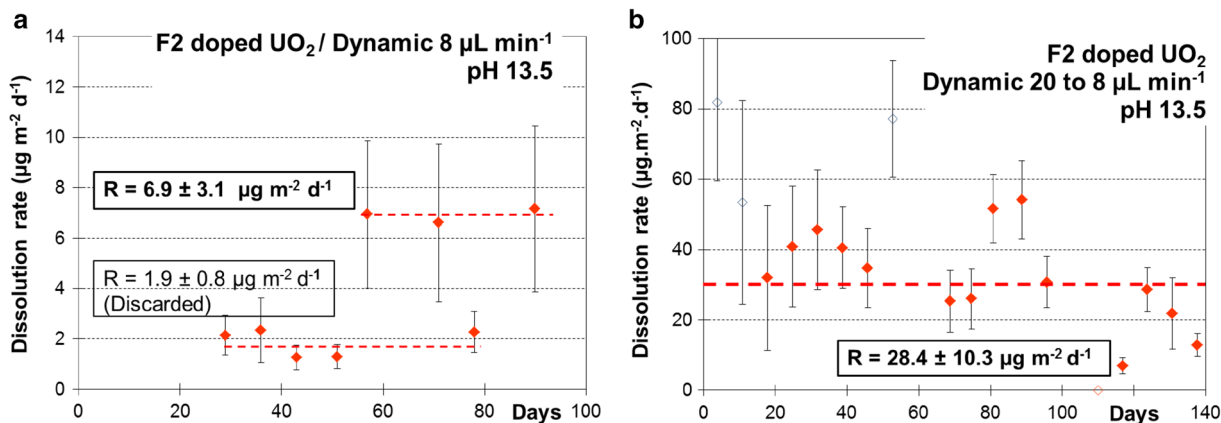 a
F2 doped UO2 / Dynamic 8 µL min-1
pH 13.5
Dissolution rate (µg m-2 d-1)
14
12
10
8
6
4
2
0
R = 6.9 ± 3.1 µg m-2 d-1
R = 1.9 ± 0.8 µg m-2 d-1
(Discarded)
0 20 40 60 80 Days 100
b
F2 doped UO2
Dynamic 20 to 8 µL min-1
pH 13.5
Dissolution rate (µg.m-2.d-1)
100
80
60
40
20
0
R = 28.4 ± 10.3 µg m-2 d-1
0 20 40 60 80 100 Days 140